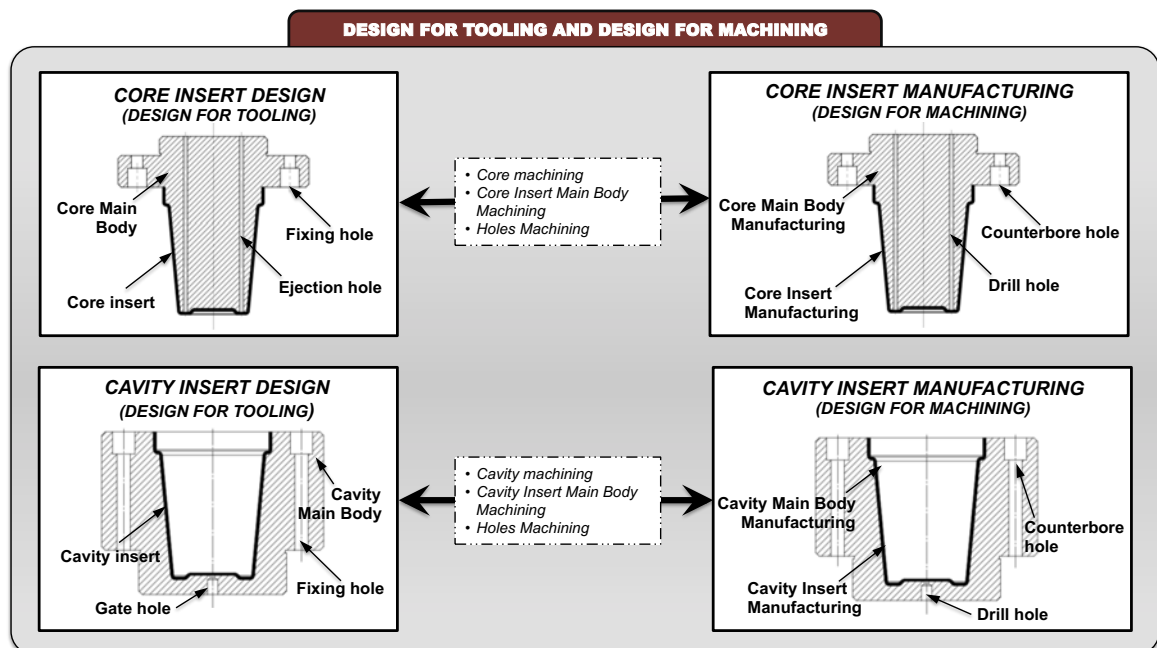 DESIGN FOR TOOLING AND DESIGN FOR MACHINING
CORE INSERT DESIGN
(DESIGN FOR TOOLING)
Core Main
Body
Fixing hole
Ejection hole
Core insert
• Core machining
• Core Insert Main Body
Machining
• Holes Machining
CORE INSERT MANUFACTURING
(DESIGN FOR MACHINING)
Core Main Body
Manufacturing
Counterbore hole
Drill hole
Core Insert
Manufacturing
CAVITY INSERT DESIGN
(DESIGN FOR TOOLING)
Cavity
Main Body
Cavity insert
Fixing hole
Gate hole
• Cavity machining
• Cavity Insert Main Body
Machining
• Holes Machining
CAVITY INSERT MANUFACTURING
(DESIGN FOR MACHINING)
Cavity Main Body
Manufacturing
Counterbore
hole
Cavity Insert
Manufacturing
Drill hole